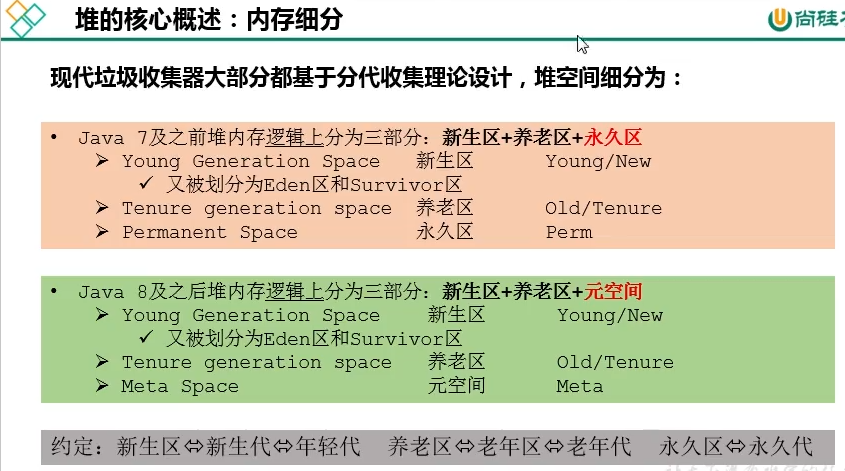 堆的核心概述：内存细分
尚硅
现代垃圾收集器大部分都基于分代收集理论设计，堆空间细分为：
• Java 7及之前堆内存逻辑上分为三部分：新生区+养老区+永久区
➢ Young Generation Space 新生区 Young/New
✓ 又被划分为Eden区和Survivor区
➢ Tenure generation space 养老区 Old/Tenure
➢ Permanent Space 永久区 Perm
• Java 8及之后堆内存逻辑上分为三部分：新生区+养老区+元空间
➢ Young Generation Space 新生区 Young/New
✓ 又被划分为Eden区和Survivor区
➢ Tenure generation space 养老区 Old/Tenure
➢ Meta Space 元空间 Meta
约定：新生区⇔新生代⇔年轻代 养老区⇔老年区⇔老年代 永久区⇔永久代